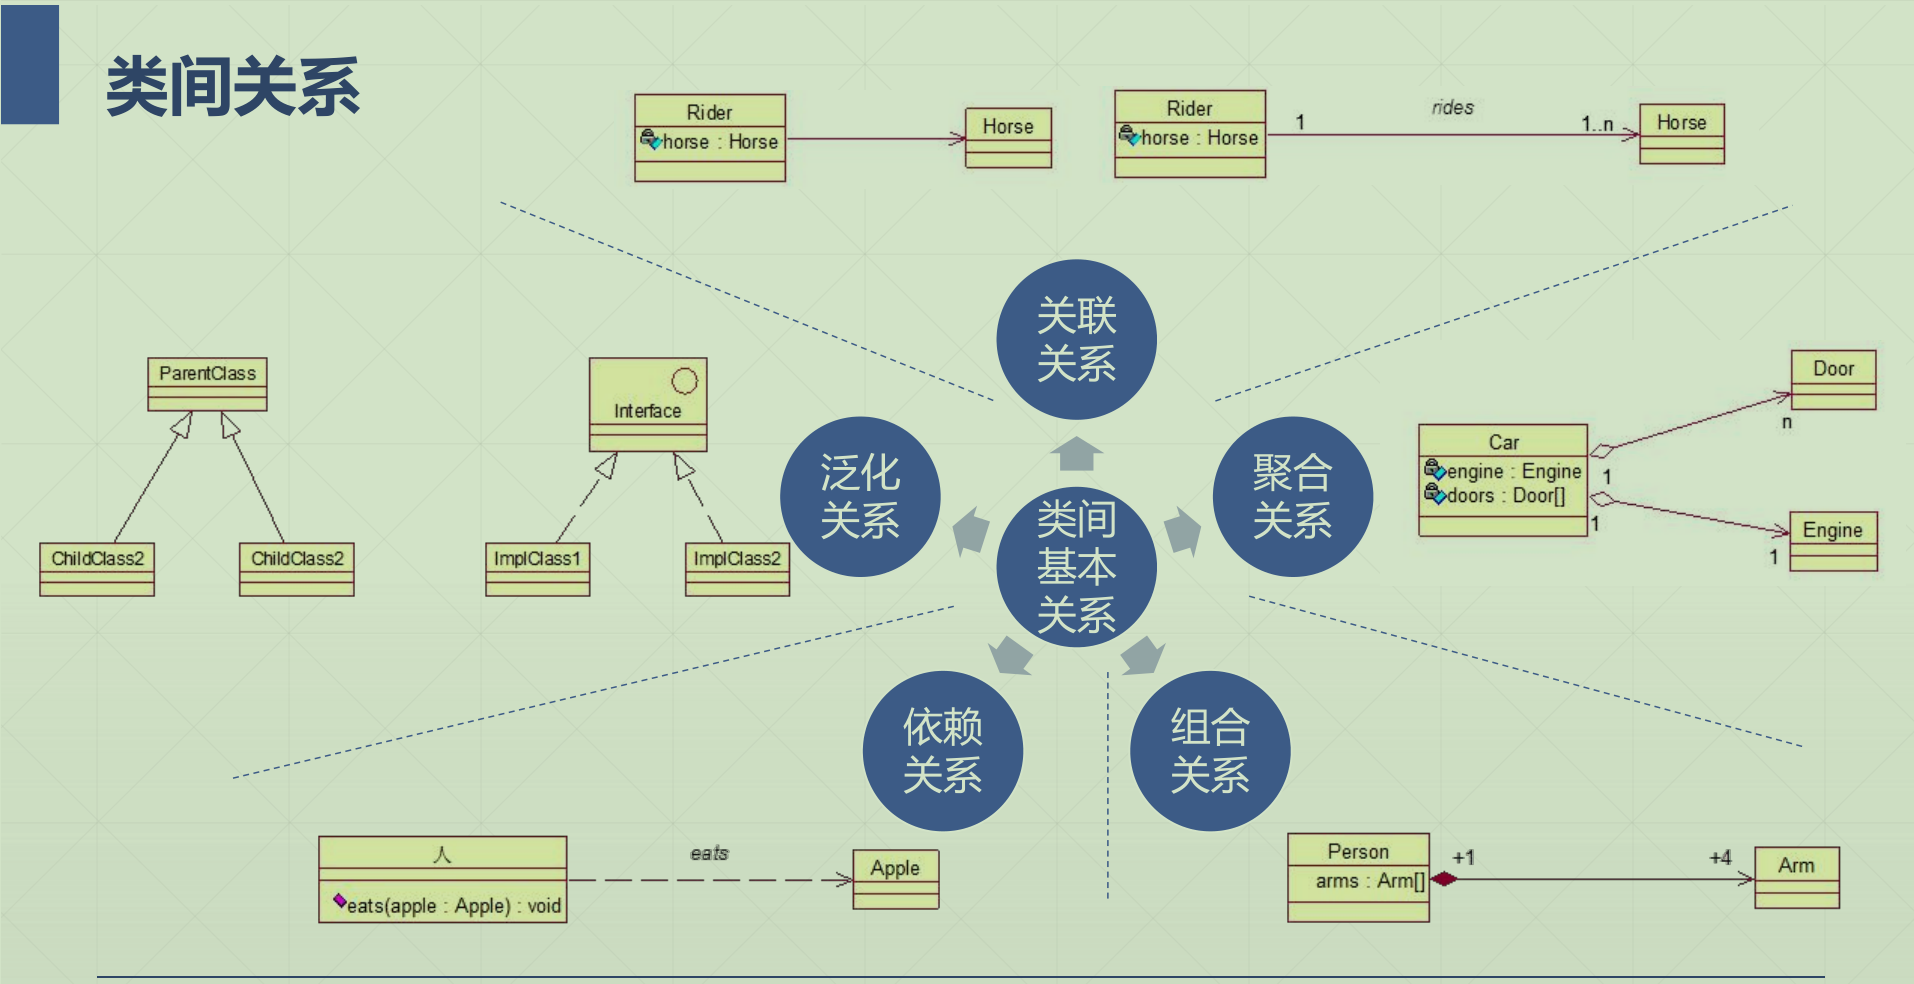 类间关系
Rider
horse : Horse
Horse
Rider
horse : Horse
1
rides
1..n
Horse
关联
关系
ParentClass
ChildClass2
ChildClass2
Interface
ImplClass1
ImplClass2
泛化
关系
类间
基本
关系
聚合
关系
Car
engine : Engine
doors : Door[]
1
1
n
Door
1
Engine
依赖
关系
组合
关系
人
eats(apple : Apple) : void
eats
Apple
Person
arms : Arm[]
+1
+4
Arm